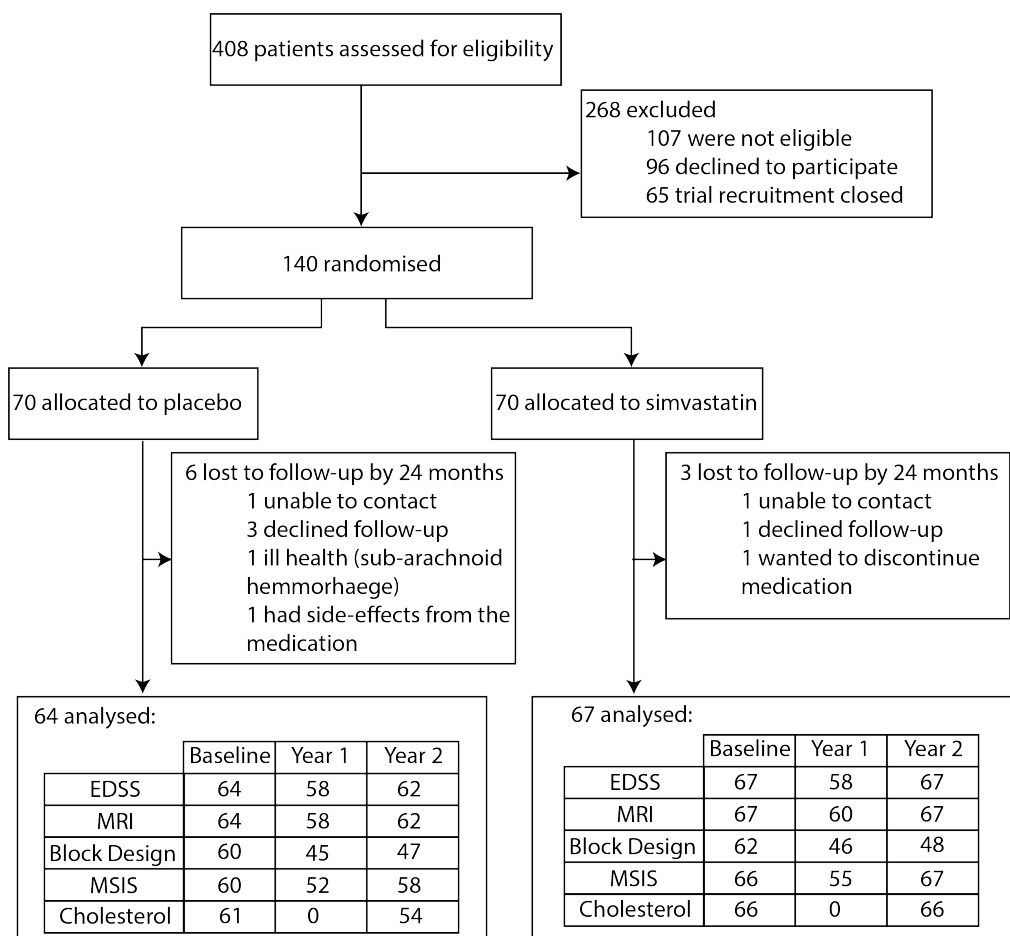 408 patients assessed for eligibility
268 excluded
107 were not eligible
96 declined to participate
65 trial recruitment closed
140 randomised
70 allocated to placebo
70 allocated to simvastatin
6 lost to follow-up by 24 months
1 unable to contact
3 declined follow-up
1 ill health (sub-arachnoid
hemmorhaege)
1 had side-effects from the
medication
3 lost to follow-up by 24 months
1 unable to contact
1 declined follow-up
1 wanted to discontinue
medication
64 analysed:
Baseline Year 1 Year 2
EDSS 64 58 62
MRI 64 58 62
Block Design 60 45 47
MSIS 60 52 58
Cholesterol 61 0 54
67 analysed:
Baseline Year 1 Year 2
EDSS 67 58 67
MRI 67 60 67
Block Design 62 46 48
MSIS 66 55 67
Cholesterol 66 0 66